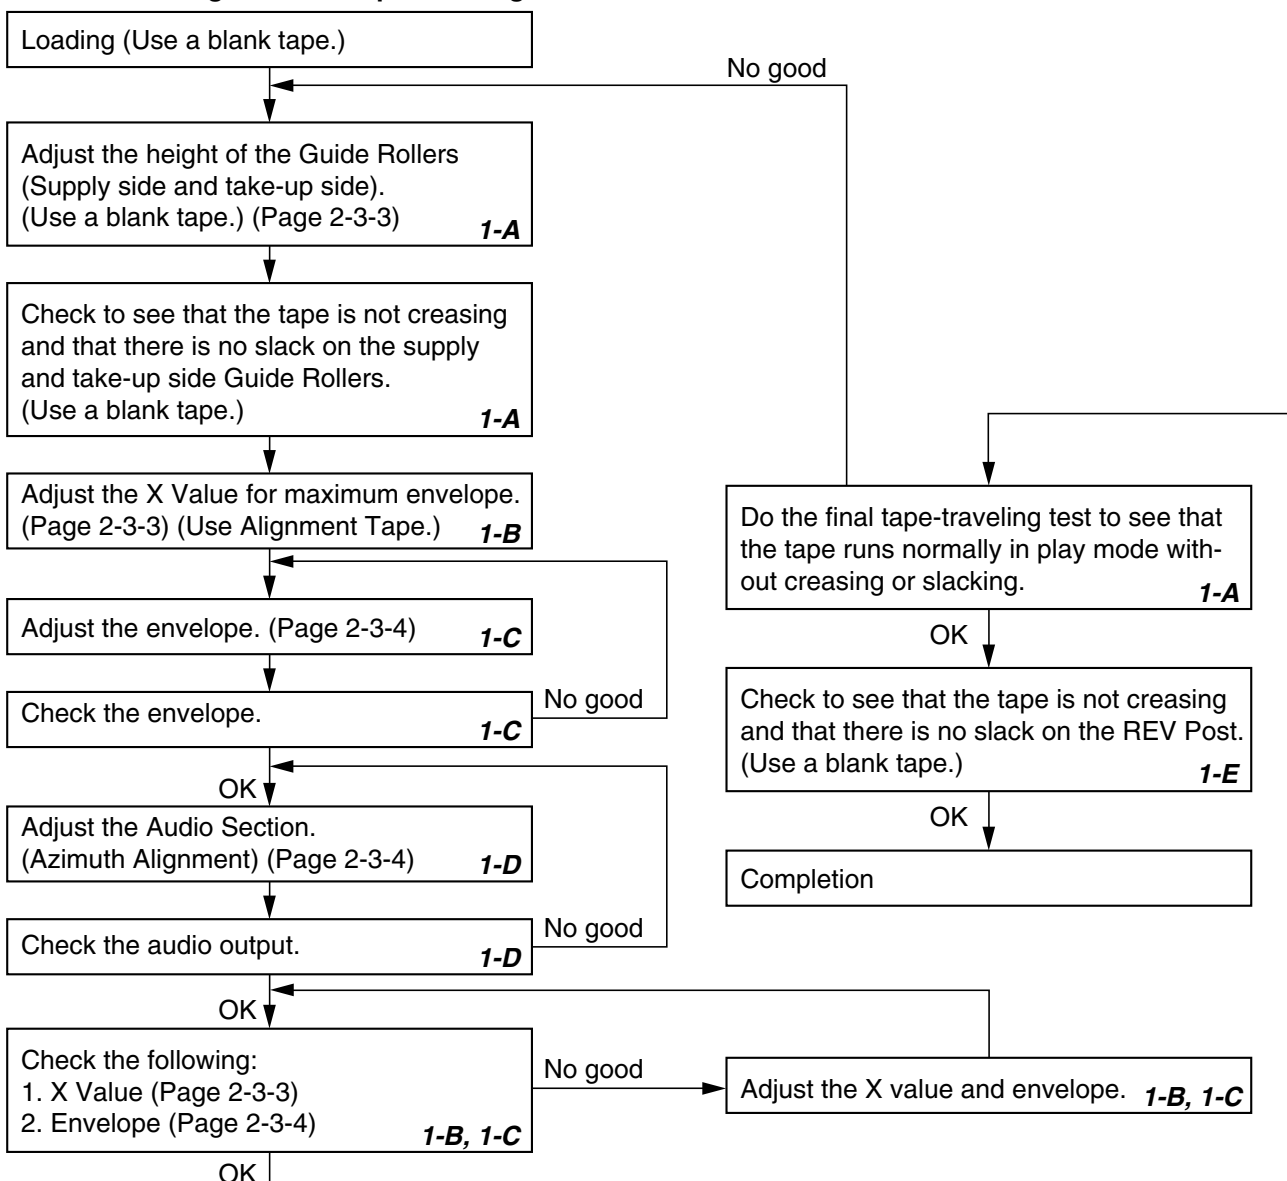 Loading (Use a blank tape.)
No good
Adjust the height of the Guide Rollers
(Supply side and take-up side).
(Use a blank tape.) (Page 2-3-3)
1-A
Check to see that the tape is not creasing
and that there is no slack on the supply
and take-up side Guide Rollers.
(Use a blank tape.)
1-A
Adjust the X Value for maximum envelope.
(Page 2-3-3) (Use Alignment Tape.)
1-B
Adjust the envelope. (Page 2-3-4)
1-C
Check the envelope.
1-C
No good
OK
Adjust the Audio Section.
(Azimuth Alignment) (Page 2-3-4)
1-D
Check the audio output.
1-D
No good
OK
Check the following:
1. X Value (Page 2-3-3)
2. Envelope (Page 2-3-4)
1-B, 1-C
No good
Adjust the X value and envelope.
1-B, 1-C
OK
Do the final tape-traveling test to see that
the tape runs normally in play mode with-
out creasing or slacking.
1-A
OK
Check to see that the tape is not creasing
and that there is no slack on the REV Post.
(Use a blank tape.)
1-E
OK
Completion